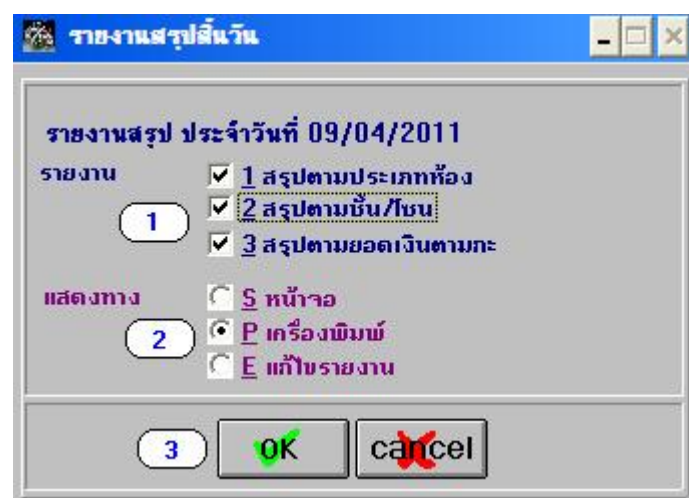 รายงานสรุปสิ้นวัน
รายงานสรุป ประจำวันที่ 09/04/2011
รายงาน
1 สรุปตามประเภทห้อง
1
2 สรุปตามชั้น/โซน
3 สรุปตามยอดเงินตามกะ
แสดงทาง
S หน้าจอ
2
P เครื่องพิมพ์
E แก้ไขรายงาน
3
OK
cancel